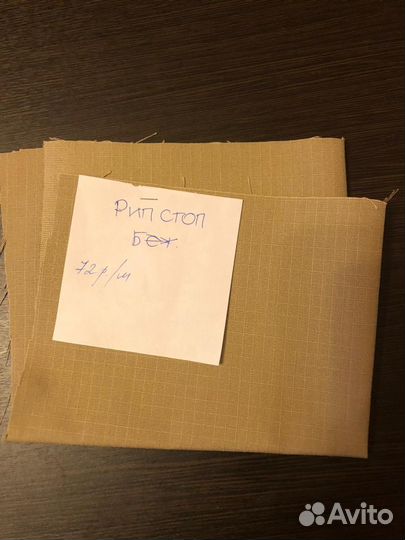 Рип стоп
Беж.
72 р/м
Avito